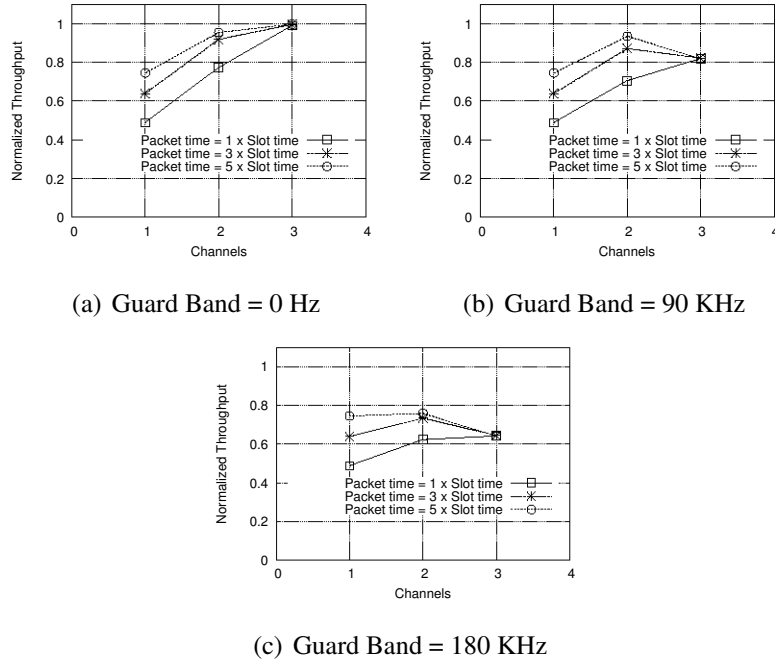 Normalized Throughput
1
0.8
0.6
0.4
0.2
0
Packet time = 1 x Slot time
Packet time = 3 x Slot time
Packet time = 5 x Slot time
0 1 2 3 4
Channels
(a) Guard Band = 0 Hz
Normalized Throughput
1
0.8
0.6
0.4
0.2
0
Packet time = 1 x Slot time
Packet time = 3 x Slot time
Packet time = 5 x Slot time
0 1 2 3 4
Channels
(b) Guard Band = 90 KHz
Normalized Throughput
1
0.8
0.6
0.4
0.2
0
Packet time = 1 x Slot time
Packet time = 3 x Slot time
Packet time = 5 x Slot time
0 1 2 3 4
Channels
(c) Guard Band = 180 KHz